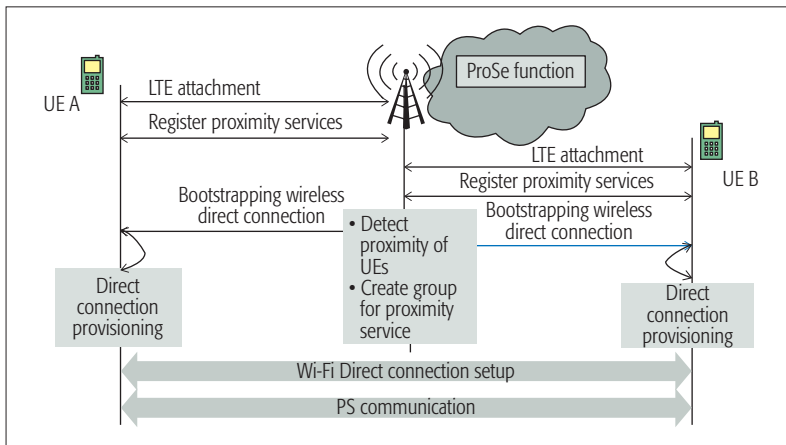 ProSe function
UE A
LTE attachment
Register proximity services
LTE attachment
UE B
Register proximity services
Bootstrapping wireless
direct connection
Bootstrapping wireless
direct connection
• Detect
proximity of
UEs
• Create group
for proximity
service
Direct
connection
provisioning
Direct
connection
provisioning
Wi-Fi Direct connection setup
PS communication